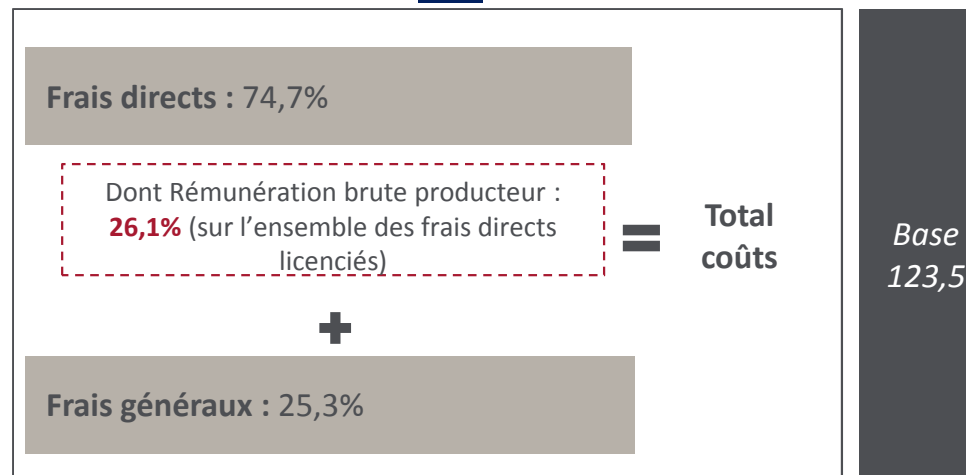 Frais directs : 74,7%
Dont Rémunération brute producteur :
26,1% (sur l’ensemble des frais directs
licenciés)
=
Total
coûts
+
Frais généraux : 25,3%
Base
123,5